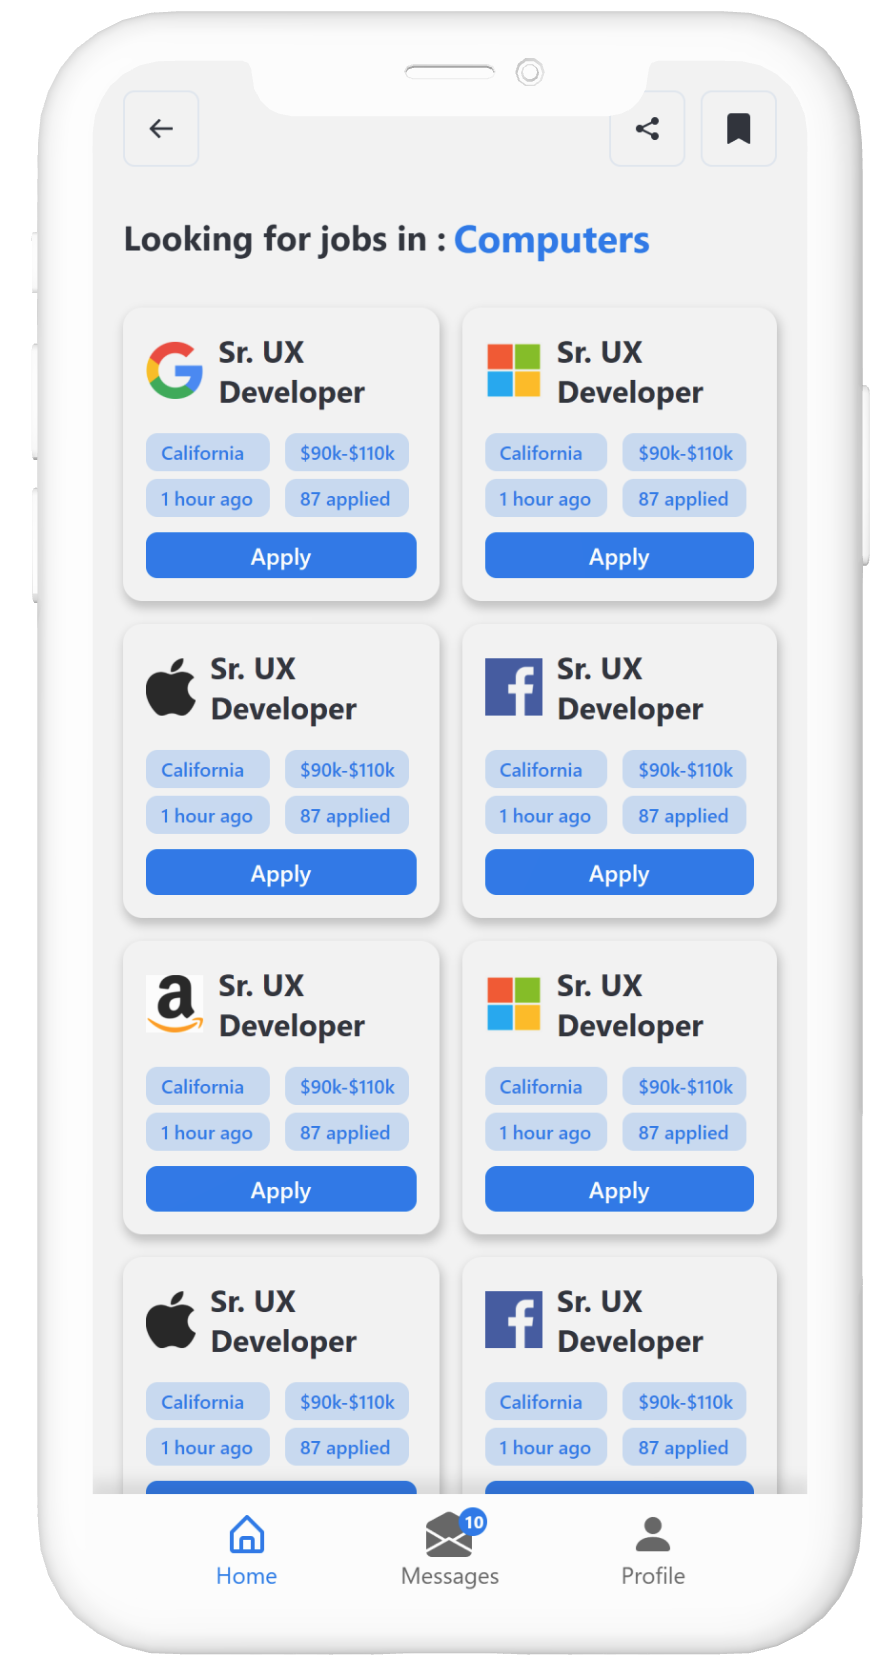 Looking for jobs in : Computers
Sr. UX
Developer
California
$90k-$110k
1 hour ago
87 applied
Apply
Sr. UX
Developer
California
$90k-$110k
1 hour ago
87 applied
Apply
Sr. UX
Developer
California
$90k-$110k
1 hour ago
87 applied
Apply
f
Sr. UX
Developer
California
$90k-$110k
1 hour ago
87 applied
Apply
a
Sr. UX
Developer
California
$90k-$110k
1 hour ago
87 applied
Apply
Sr. UX
Developer
California
$90k-$110k
1 hour ago
87 applied
Apply
Sr. UX
Developer
California
$90k-$110k
1 hour ago
87 applied
f
Sr. UX
Developer
California
$90k-$110k
1 hour ago
87 applied
Home
10
Messages
Profile